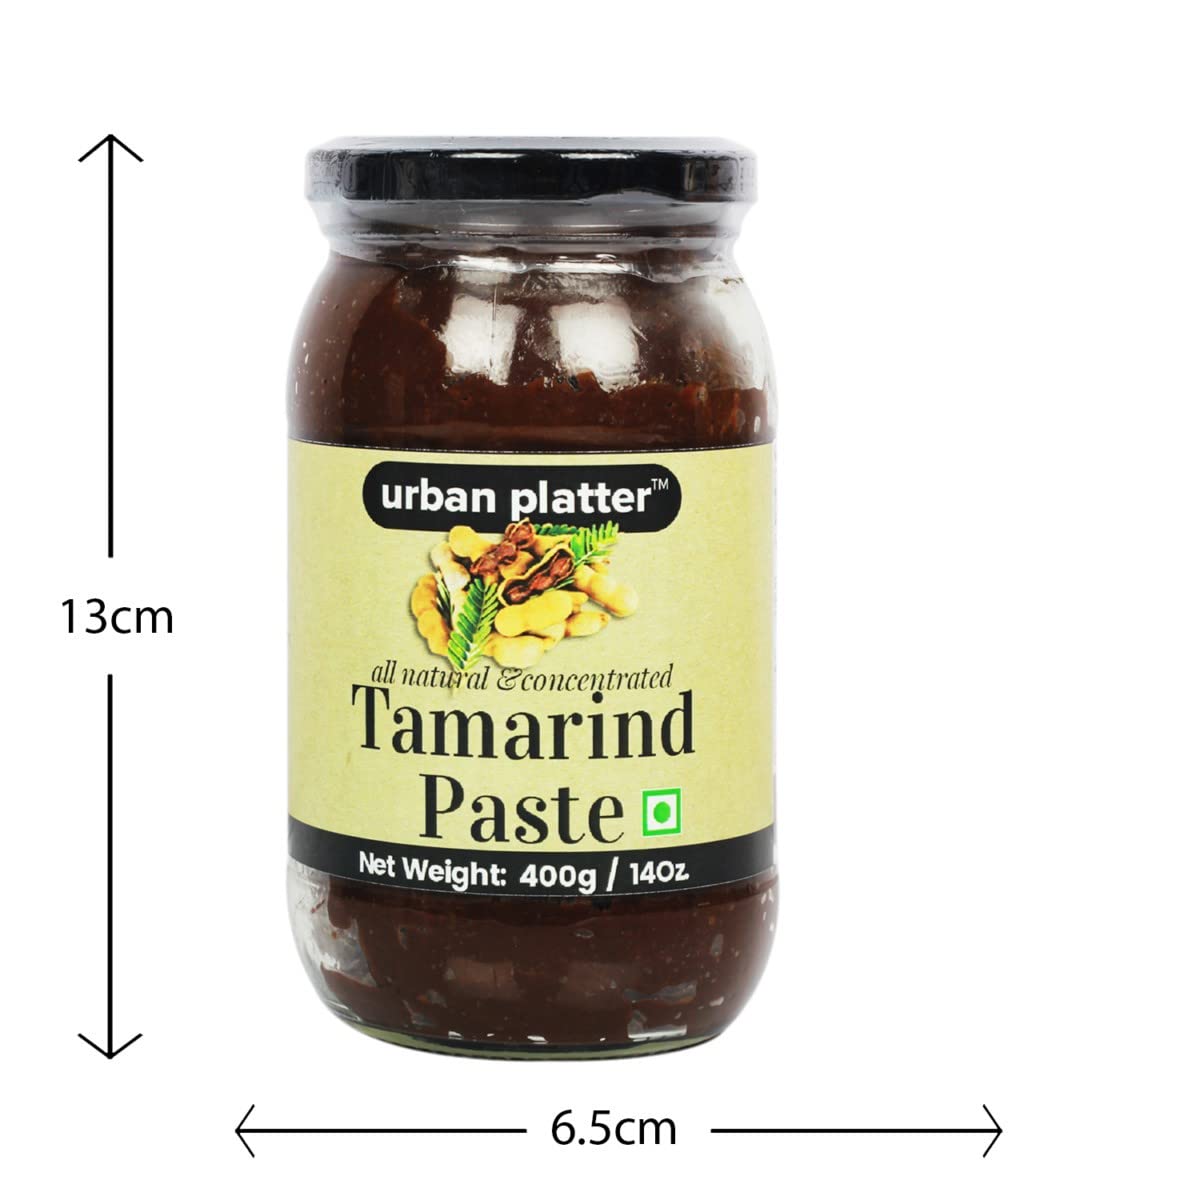 urban platter™
all natural & concentrated
Tamarind
Paste
Net Weight: 400g / 14Oz
13cm
6.5cm